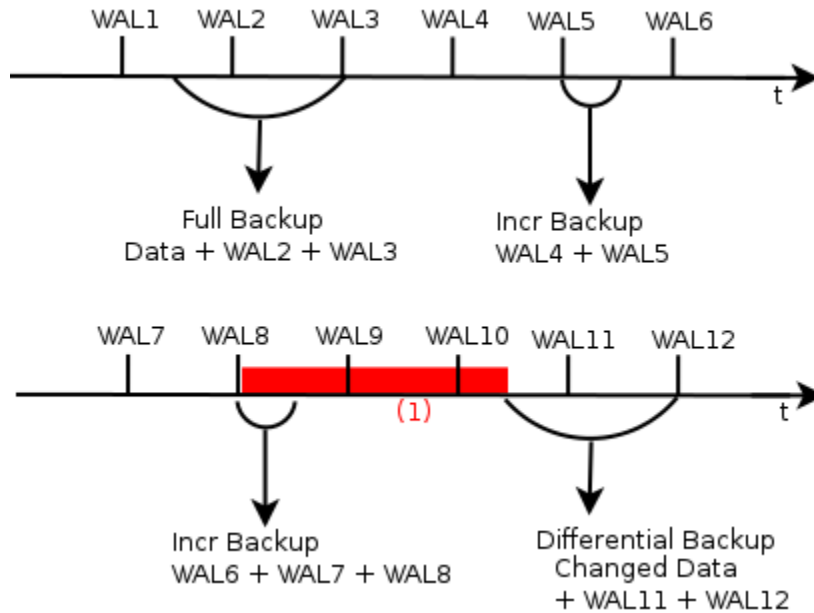 WAL1 WAL2 WAL3 WAL4 WAL5 WAL6
t
Full Backup
Data + WAL2 + WAL3
Incr Backup
WAL4 + WAL5
WAL7 WAL8 WAL9 WAL10 WAL11 WAL12
(1)
t
Incr Backup
WAL6 + WAL7 + WAL8
Differential Backup
Changed Data
+ WAL11 + WAL12